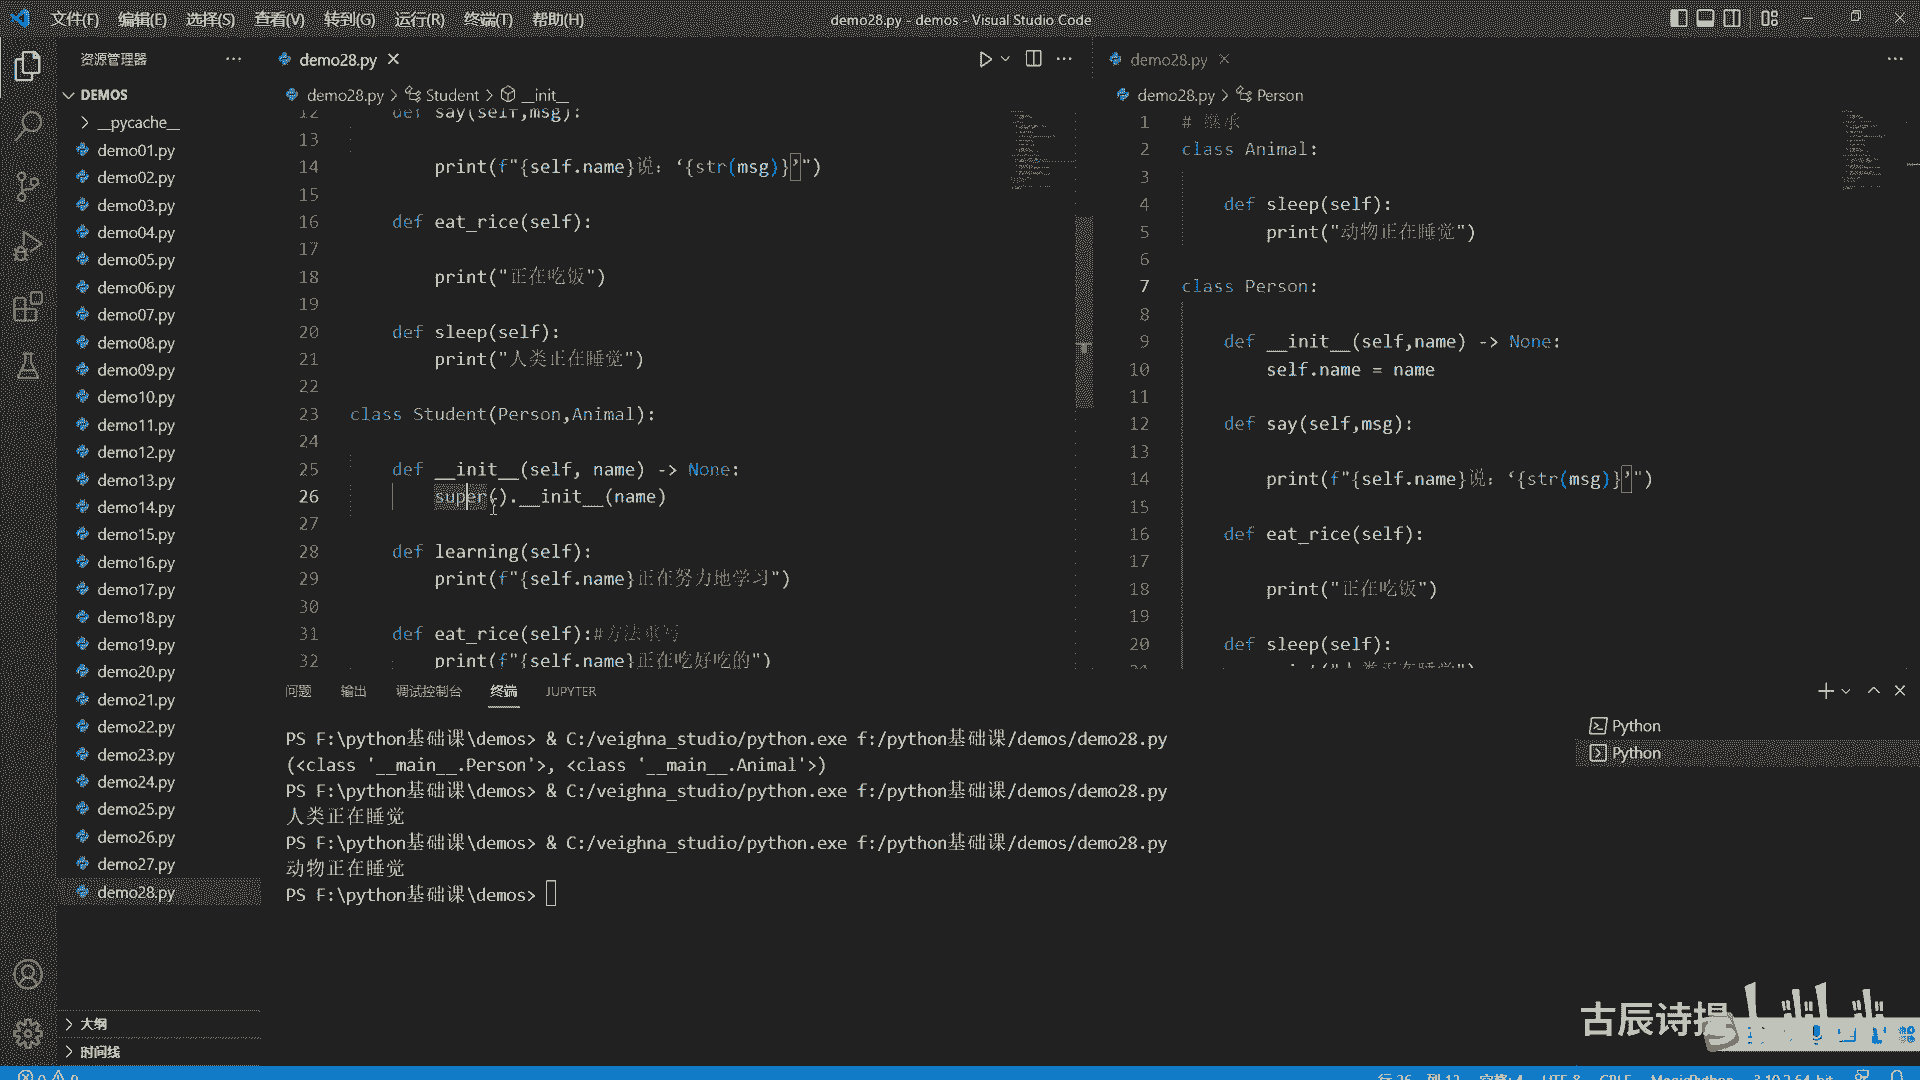 文件(F) 编辑(E) 选择(S) 查看(V) 转到(G) 运行(R) 终端(T) 帮助(H) demo28.py - demos - Visual Studio Code
资源管理器
DEMOS
__pycache__
demo01.py
demo02.py
demo03.py
demo04.py
demo05.py
demo06.py
demo07.py
demo08.py
demo09.py
demo10.py
demo11.py
demo12.py
demo13.py
demo14.py
demo15.py
demo16.py
demo17.py
demo18.py
demo19.py
demo20.py
demo21.py
demo22.py
demo23.py
demo24.py
demo25.py
demo26.py
demo27.py
demo28.py
大纲
时间线
demo28.py
demo28.py > Student > __init__
12 def say(self,msg):
13
14 print(f"{self.name}说：‘{str(msg)}’")
15
16 def eat_rice(self):
17
18 print("正在吃饭")
19
20 def sleep(self):
21 print("人类正在睡觉")
22
23 class Student(Person,Animal):
24
25 def __init__(self, name) -> None:
26 super().__init__(name)
27
28 def learning(self):
29 print(f"{self.name}正在努力地学习")
30
31 def eat_rice(self):#方法重写
32 print(f"{self.name}正在吃好吃的")
demo28.py
demo28.py > Person
1 # 继承
2 class Animal:
3
4 def sleep(self):
5 print("动物正在睡觉")
6
7 class Person:
8
9 def __init__(self,name) -> None:
10 self.name = name
11
12 def say(self,msg):
13
14 print(f"{self.name}说：‘{str(msg)}’")
15
16 def eat_rice(self):
17
18 print("正在吃饭")
19
20 def sleep(self):
问题 输出 调试控制台 终端 JUPYTER
PS F:\python基础课\demos> & C:/veighna_studio/python.exe f:/python基础课/demos/demo28.py
(<class '__main__.Person'>, <class '__main__.Animal'>)
PS F:\python基础课\demos> & C:/veighna_studio/python.exe f:/python基础课/demos/demo28.py
人类正在睡觉
PS F:\python基础课\demos> & C:/veighna_studio/python.exe f:/python基础课/demos/demo28.py
动物正在睡觉
PS F:\python基础课\demos>
Python
Python
古辰诗提